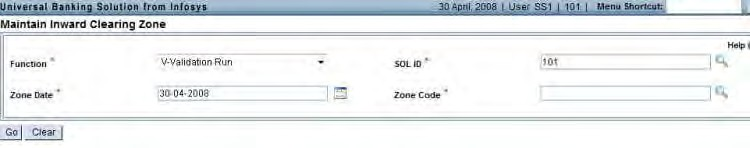 Universal Banking Solution from Infosys 30 April, 2008 | User SS1 | 101 | Menu Shortcut:
Maintain Inward Clearing Zone
Help
Function * V-Validation Run SOL ID * 101
Zone Date * 30-04-2008 Zone Code *
Go Clear